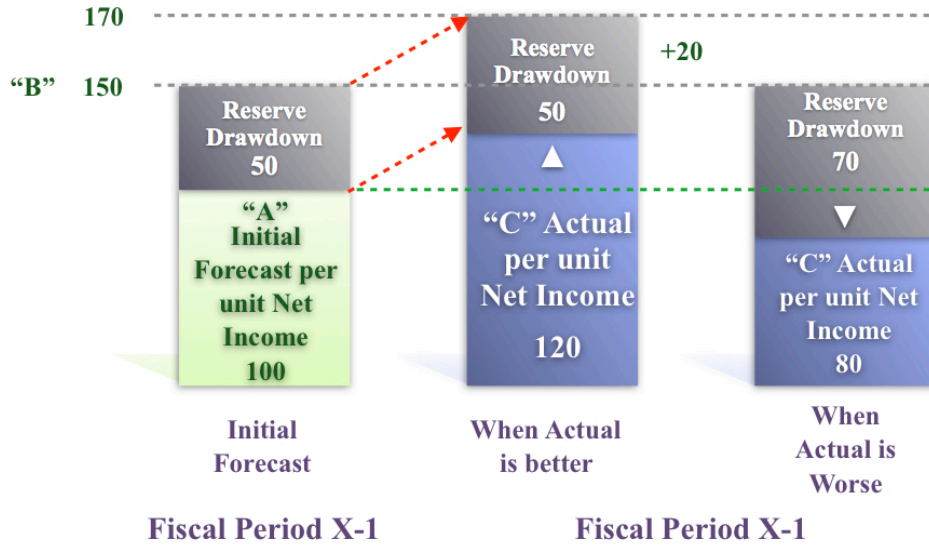 170
“B” 150
Reserve
Drawdown
50
“A”
Initial
Forecast per
unit Net
Income
100
Initial
Forecast
Fiscal Period X-1
Reserve
Drawdown
50
+20
“C” Actual
per unit
Net Income
120
When Actual
is better
Reserve
Drawdown
70
“C” Actual
per unit Net
Income
80
When
Actual is
Worse
Fiscal Period X-1